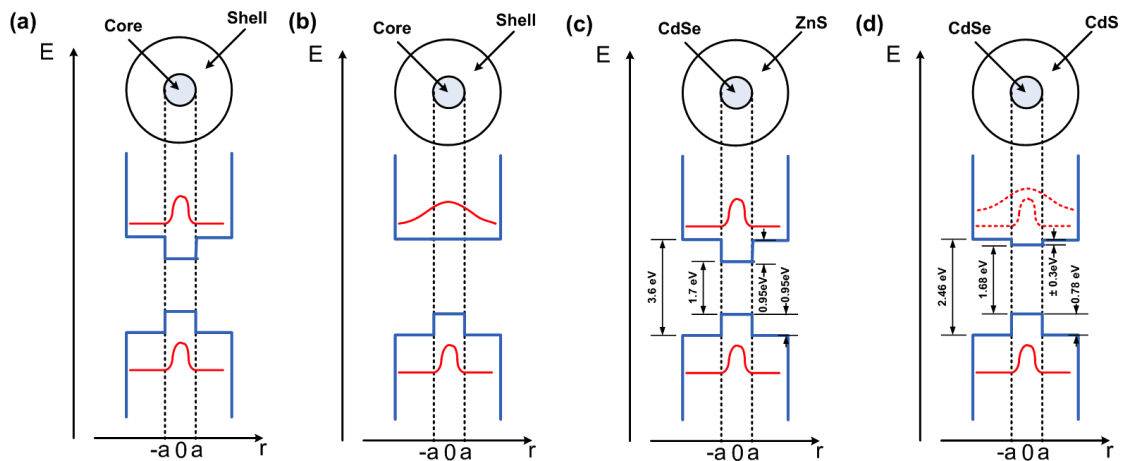 (a)
Core
Shell
E
-a 0 a
r
(b)
Core
Shell
E
-a 0 a
r
(c)
CdSe
ZnS
E
3.6 eV
1.7 eV
0.95eV
-0.95eV
-a 0 a
r
(d)
CdSe
CdS
E
2.46 eV
1.68 eV
± 0.3eV
0.78 eV
-a 0 a
r